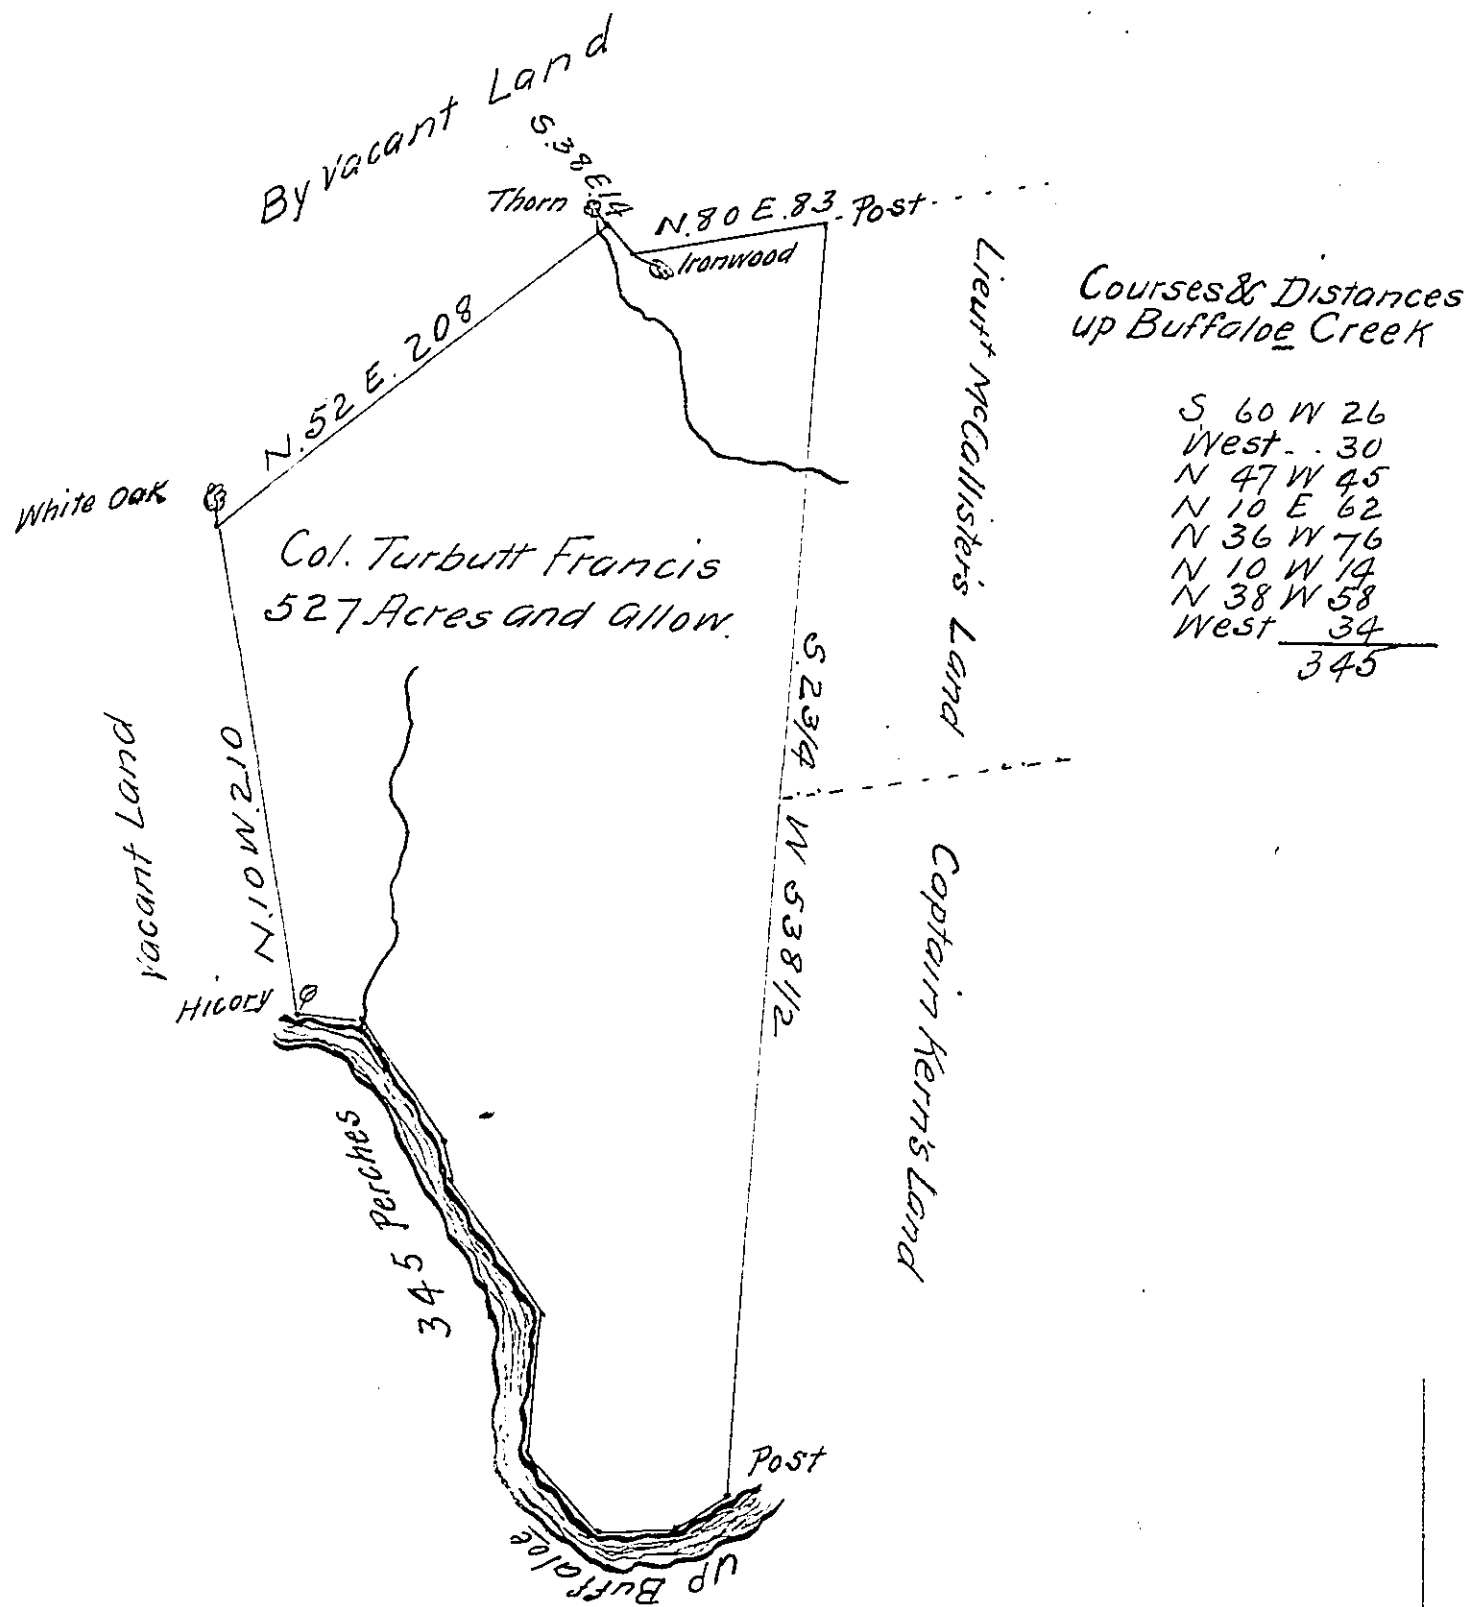 By Vacant Land
S. 38 E. 14
Thorn
N. 80 E. 83
Post
Ironwood
N. 52 E. 208
White Oak
Col. Turbutt Francis
527 Acres and allow.
Lieut McCallister's Land
Courses & Distances
up Buffaloe Creek
S 60 W 26
West - - 30
N 47 W 45
N 10 E 62
N 36 W 76
N 10 W 14
N 38 W 58
West 34
345
S. 2 3/4 W 538 1/2
Vacant Land
N. 10 W. 210
Captain Kern's Land
Hicory
345 Perches
Post
UP Buffaloe